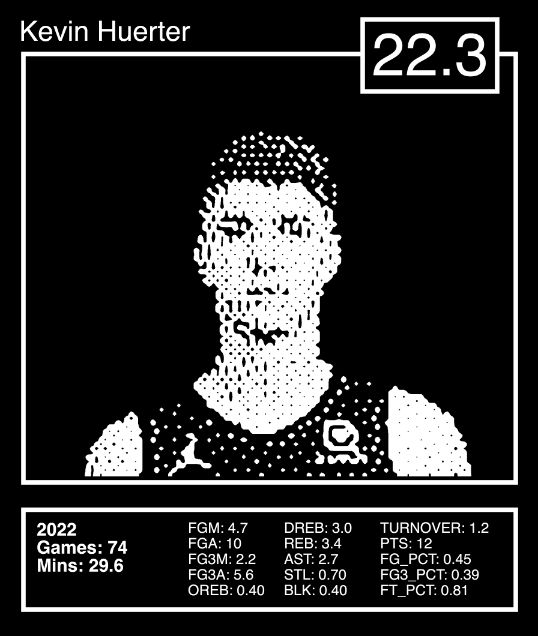 Kevin Huerter
22.3
2022
Games: 74
Mins: 29.6
FGM: 4.7
FGA: 10
FG3M: 2.2
FG3A: 5.6
OREB: 0.40
DREB: 3.0
REB: 3.4
AST: 2.7
STL: 0.70
BLK: 0.40
TURNOVER: 1.2
PTS: 12
FG_PCT: 0.45
FG3_PCT: 0.39
FT_PCT: 0.81